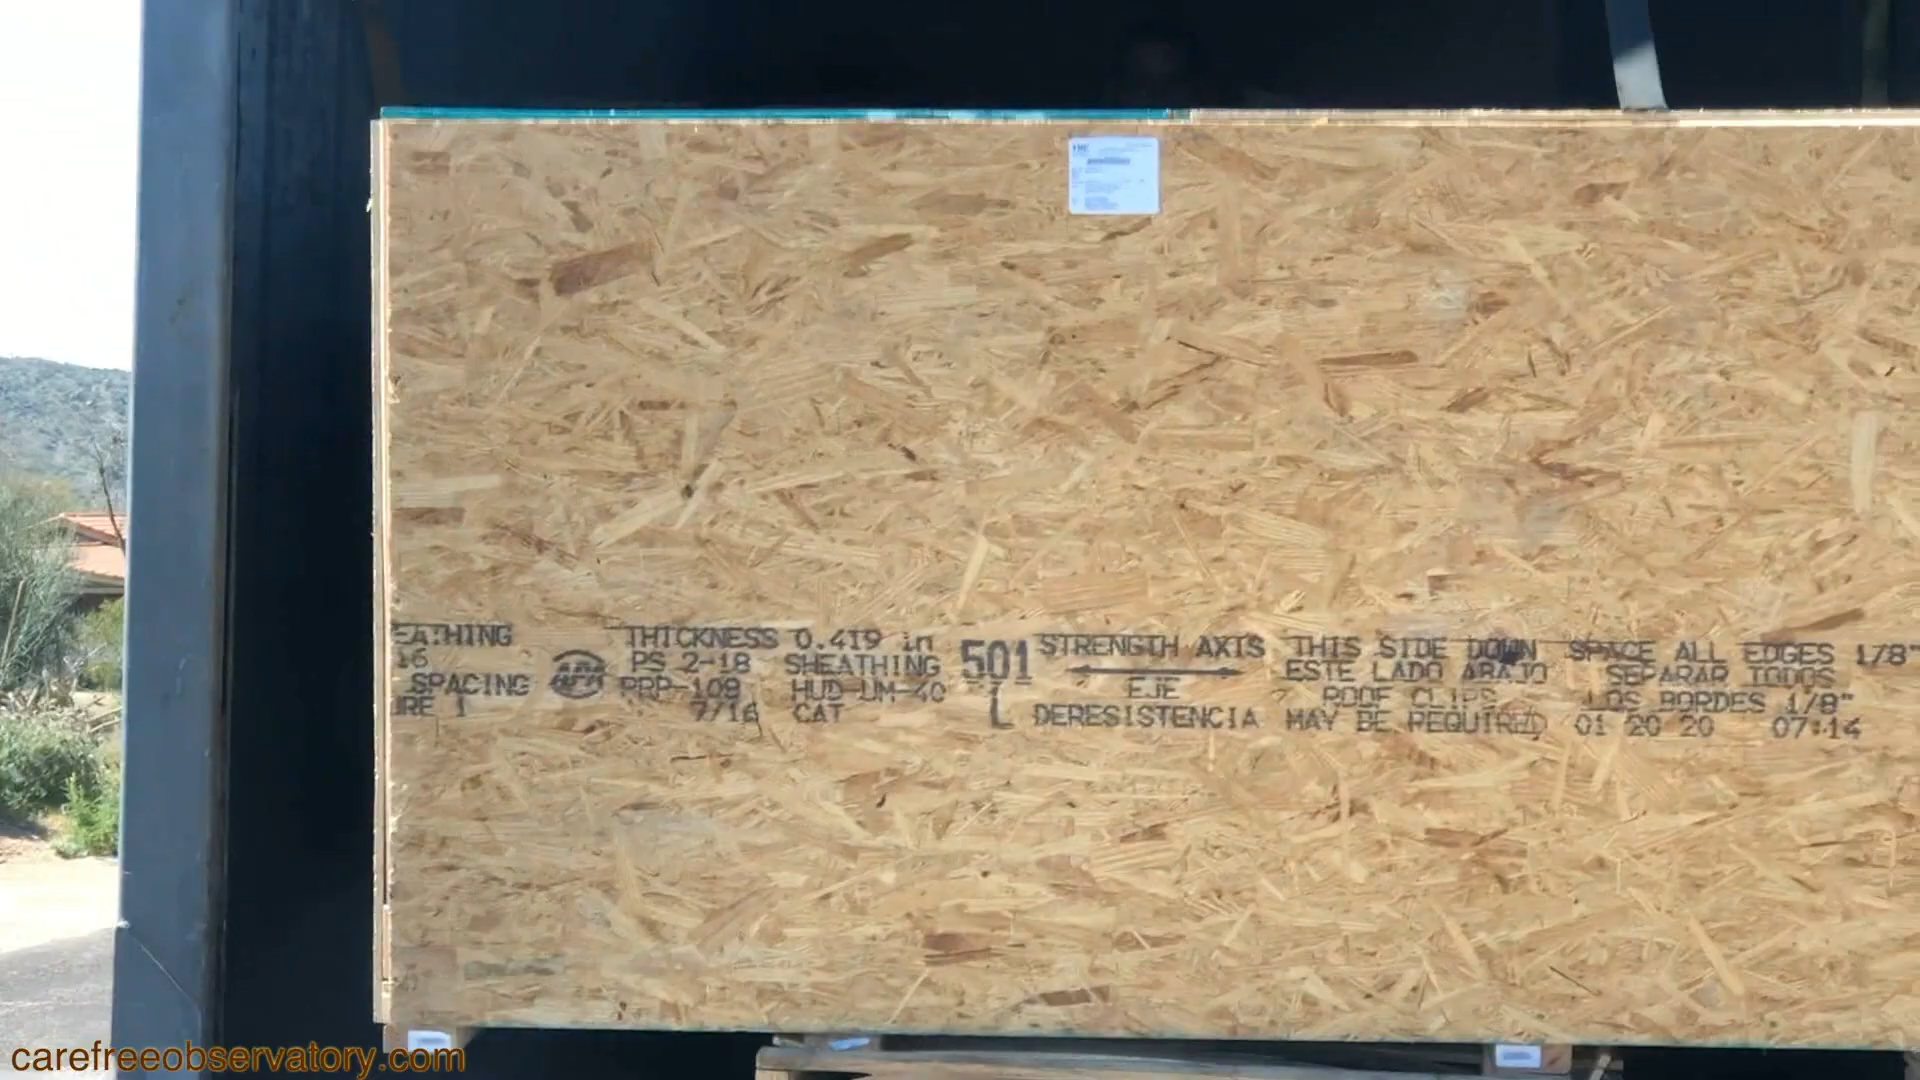 EATHING
16
SPACING
URE 1
APA
THICKNESS 0.419 in
PS 2-18 SHEATHING
PRP-108 HUD-UM-40
7/16 CAT
501
L
STRENGTH AXIS
EJE
DERESISTENCIA
THIS SIDE DOWN
ESTE LADO ABAJO
ROOF CLIPS
MAY BE REQUIRED
SPACE ALL EDGES 1/8"
SEPARAR TODOS
LOS BORDES 1/8"
01 20 20 07:14
carefreeobservatory.com